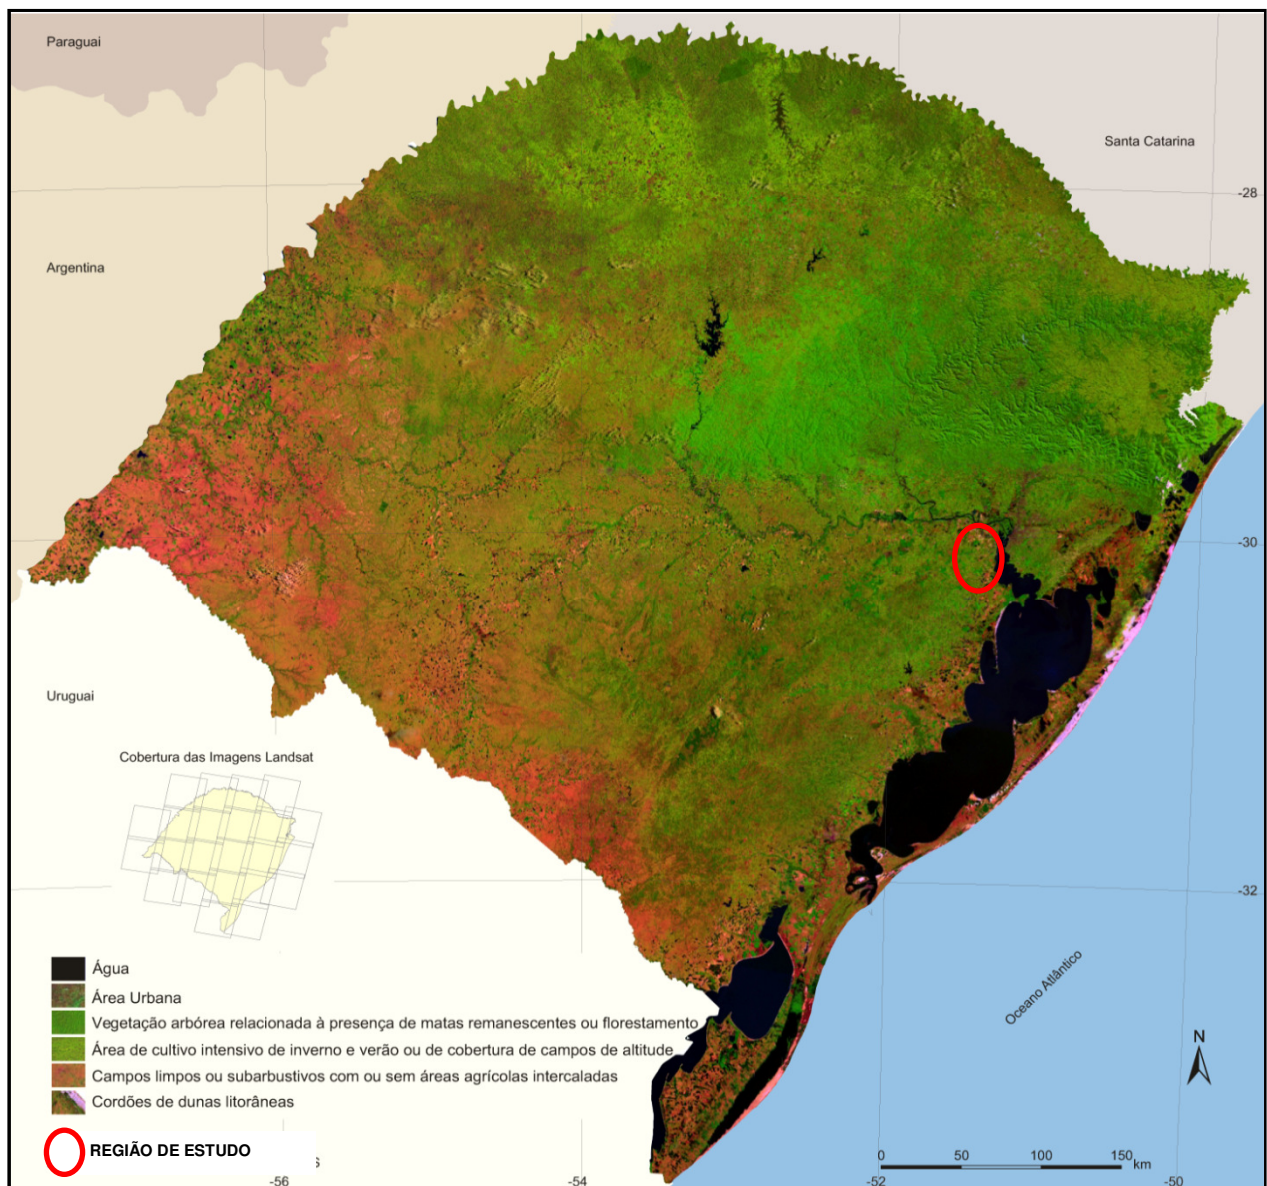 Paraguai
Santa Catarina
-28
Argentina
-30
Uruguai
Cobertura das Imagens Landsat
-32
Oceano Atlântico
Água
Área Urbana
Vegetação arbórea relacionada à presença de matas remanescentes ou florestamento
Área de cultivo intensivo de inverno e verão ou de cobertura de campos de altitude
Campos limpos ou subarbustivos com ou sem áreas agrícolas intercaladas
Cordões de dunas litorâneas
REGIÃO DE ESTUDO
s
N
0 50 100 150
km
-56 -54 -52 -50